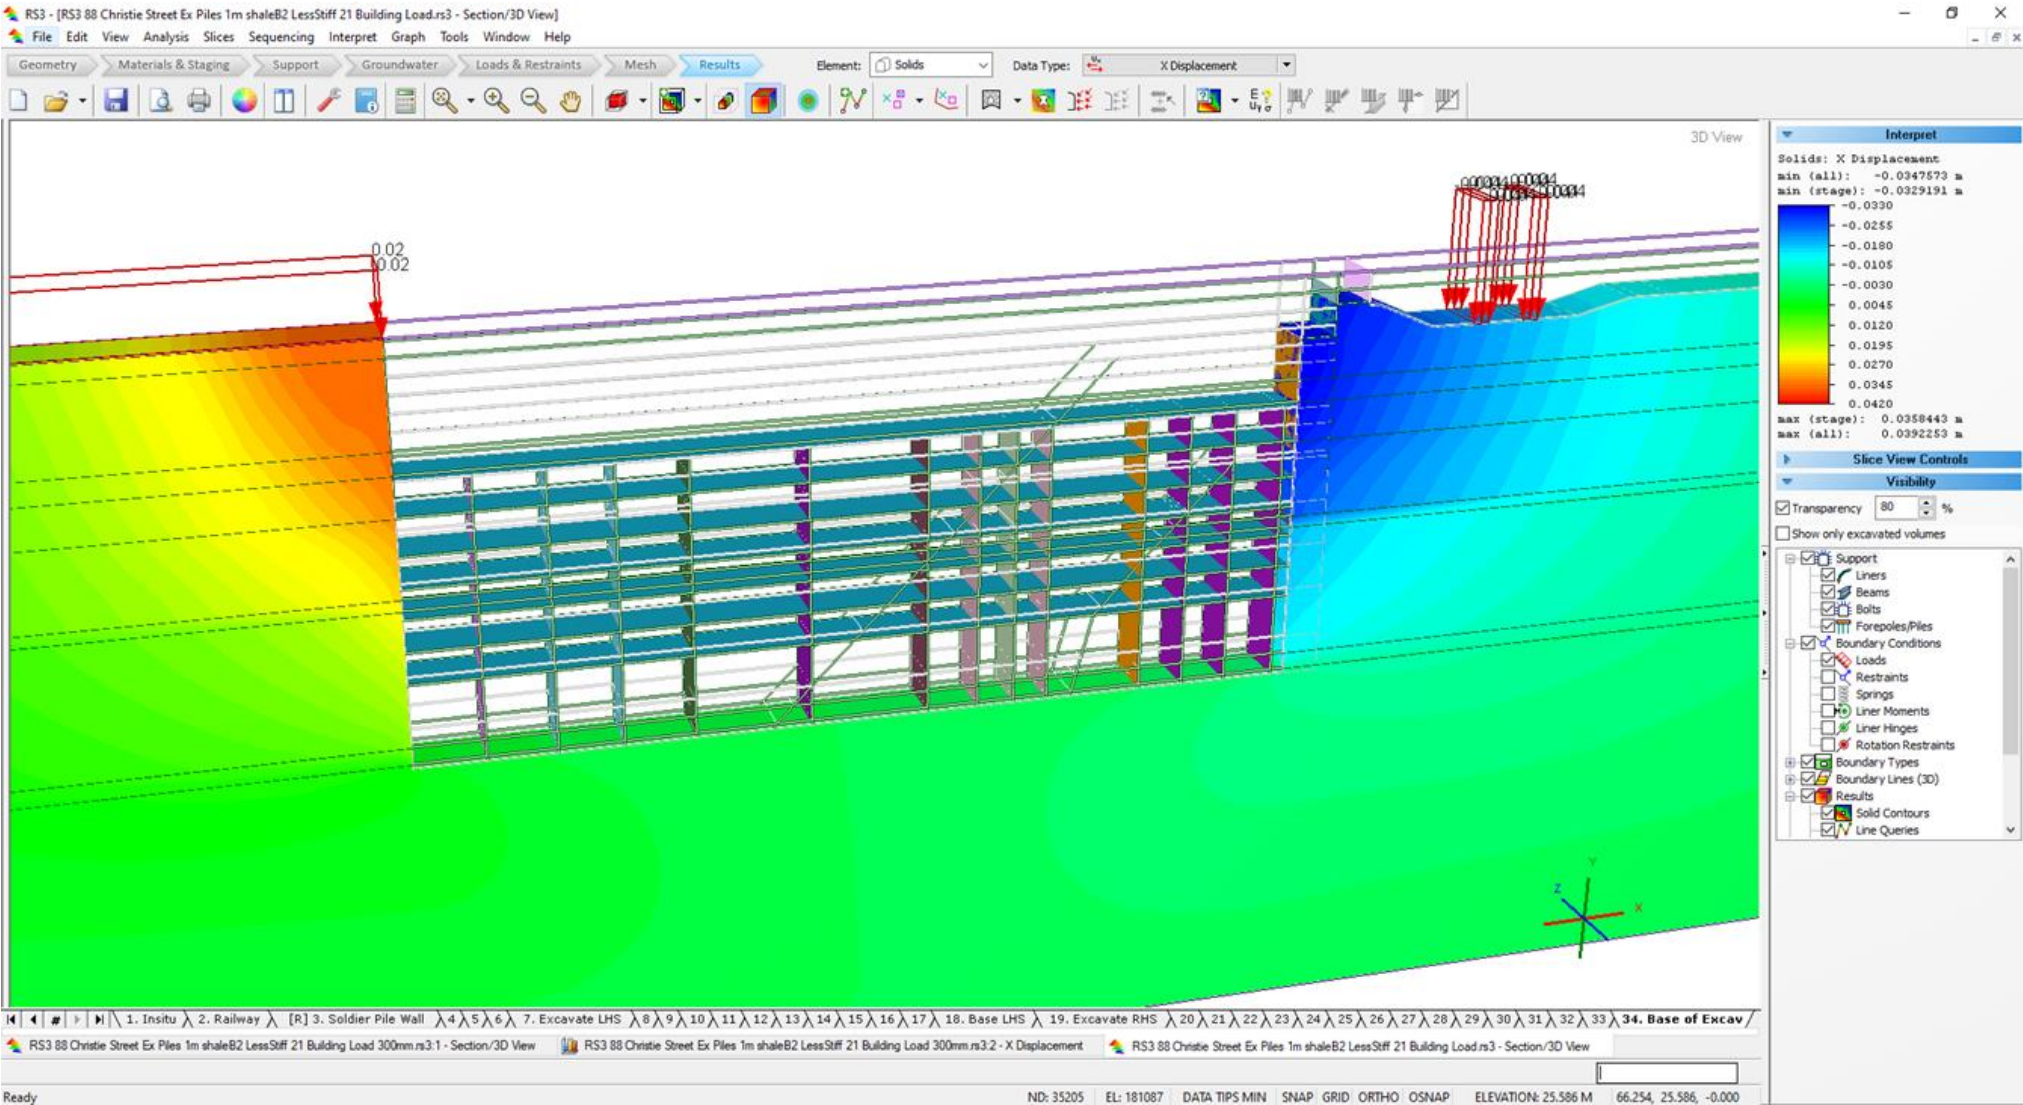 RS3 - [RS3 88 Christie Street Ex Piles 1m shaleB2 LessStiff 21 Building Load.rs3 - Section/3D View]
File Edit View Analysis Slices Sequencing Interpret Graph Tools Window Help
Geometry Materials & Staging Support Groundwater Loads & Restraints Mesh Results Element: Solids Data Type: X Displacement
3D View
0.02
0.02
Interpret
Solids: X Displacement
min (all): -0.0347573 m
min (stage): -0.0329191 m
-0.0330
-0.0255
-0.0180
-0.0105
-0.0030
0.0045
0.0120
0.0195
0.0270
0.0345
0.0420
max (stage): 0.0358443 m
max (all): 0.0392253 m
Slice View Controls
Visibility
Transparency 80 %
Show only excavated volumes
Support
Liners
Beams
Bolts
Forepoles/Piles
Boundary Conditions
Loads
Restraints
Springs
Liner Moments
Liner Hinges
Rotation Restraints
Boundary Types
Boundary Lines (3D)
Results
Solid Contours
Line Queries
Y
Z
X
1. Insitu 2. Railway [R] 3. Soldier Pile Wall 4 5 6 7. Excavate LHS 8 9 10 11 12 13 14 15 16 17 18. Base LHS 19. Excavate RHS 20 21 22 23 24 25 26 27 28 29 30 31 32 33 34. Base of Excav
RS3 88 Christie Street Ex Piles 1m shaleB2 LessStiff 21 Building Load 300mm.rs3:1 - Section/3D View RS3 88 Christie Street Ex Piles 1m shaleB2 LessStiff 21 Building Load 300mm.rs3:2 - X Displacement RS3 88 Christie Street Ex Piles 1m shaleB2 LessStiff 21 Building Load.rs3 - Section/3D View
Ready ND: 35205 EL: 181087 DATA TIPS MIN SNAP GRID ORTHO OSNAP ELEVATION: 25.586 M 66.254, 25.586, -0.000